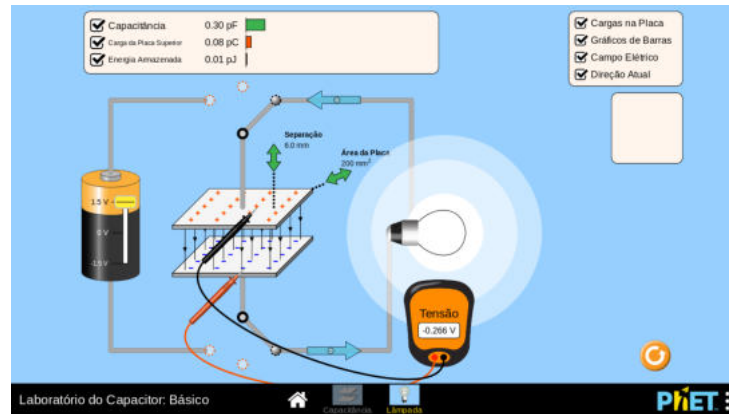 Capacitância 0.30 pF
Carga da Placa Superior 0.08 pC
Energia Armazenada 0.01 pJ
Cargas na Placa
Gráficos de Barras
Campo Elétrico
Direção Atual
Separação
6.0 mm
Área da Placa
200 mm²
1.5 V
0 V
-1.5 V
Tensão
-0.266 V
Laboratório do Capacitor: Básico
Capacitância
Lâmpada
PhET